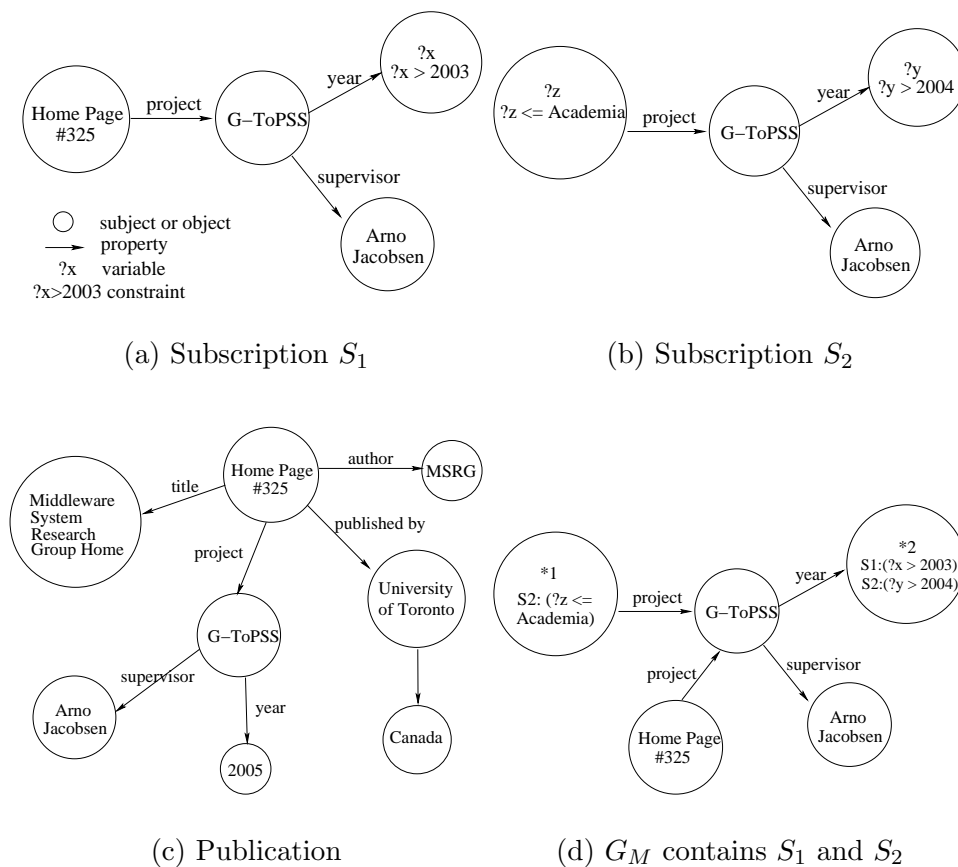 ?x
?x > 2003
year
Home Page
#325
project
G−ToPSS
supervisor
Arno
Jacobsen
subject or object
property
?x variable
?x>2003 constraint
(a) Subscription S1
?z
?z <= Academia
project
G−ToPSS
year
?y
?y > 2004
supervisor
Arno
Jacobsen
(b) Subscription S2
Home Page
#325
author
MSRG
title
Middleware
System
Research
Group Home
published by
project
University
of Toronto
G−ToPSS
supervisor
Arno
Jacobsen
year
Canada
2005
(c) Publication
*1
S2: (?z <=
Academia)
project
G−ToPSS
year
*2
S1:(?x > 2003)
S2:(?y > 2004)
project
supervisor
Home Page
#325
Arno
Jacobsen
(d) GM contains S1 and S2